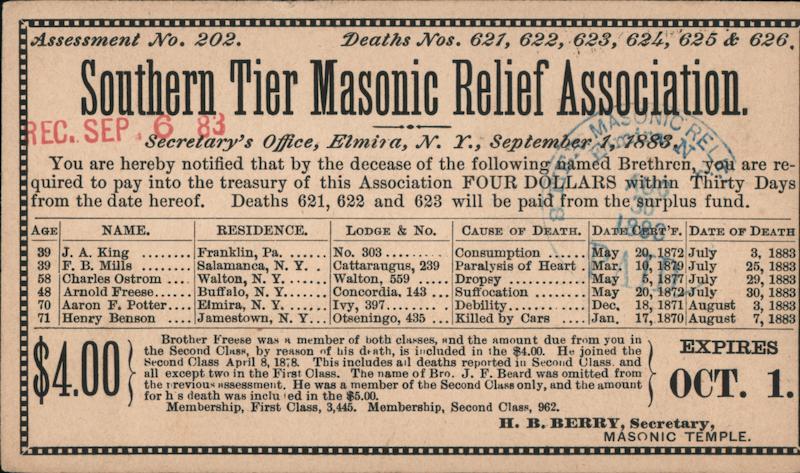 Assessment No. 202. Deaths Nos. 621, 622, 623, 624, 625 & 626.
Southern Tier Masonic Relief Association.
REC. SEP. 6 83
Secretary's Office, Elmira, N. Y., September 1, 1883.
You are hereby notified that by the decease of the following named Brethren, you are re-
quired to pay into the treasury of this Association FOUR DOLLARS within Thirty Days
from the date hereof. Deaths 621, 622 and 623 will be paid from the surplus fund.
MASONIC RELIEF
1883
PAID
AGE NAME. RESIDENCE. LODGE & NO. CAUSE OF DEATH. DATE CERT'F. DATE OF DEATH
39 J. A. King ........ Franklin, Pa. ...... No. 303 .......... Consumption ...... May 20, 1872 July 3, 1883
39 F. B. Mills ........ Salamanca, N. Y. . Cattaraugus, 239 Paralysis of Heart . Mar. 10, 1879 July 25, 1883
58 Charles Ostrom ... Walton, N. Y. ...... Walton, 559 ..... Dropsy ............ May 5, 1877 July 29, 1883
48 Arnold Freese ..... Buffalo, N. Y. ..... Concordia. 143 ... Suffocation ....... May 20, 1872 July 30, 1883
70 Aaron F. Potter.... Elmira, N. Y. ...... Ivy, 397 .......... Debility ........... Dec. 18, 1871 August 3, 1883
71 Henry Benson .... Jamestown, N. Y... Otseningo, 435 ... Killed by Cars .... Jan. 17, 1870 August 7, 1883
$4.00
Brother Freese was a member of both classes, and the amount due from you in
the Second Class, by reason of his death, is included in the $4.00. He joined the
Second Class April 8, 1878. This includes all deaths reported in Second Class. and
all except two in the First Class. The name of Bro. J. F. Beard was omitted from
the previous assessment. He was a member of the Second Class only, and the amount
for his death was included in the $5.00.
Membership, First Class, 3,445. Membership, Second Class, 962.
EXPIRES
OCT. 1.
H. B. BERRY, Secretary,
MASONIC TEMPLE.